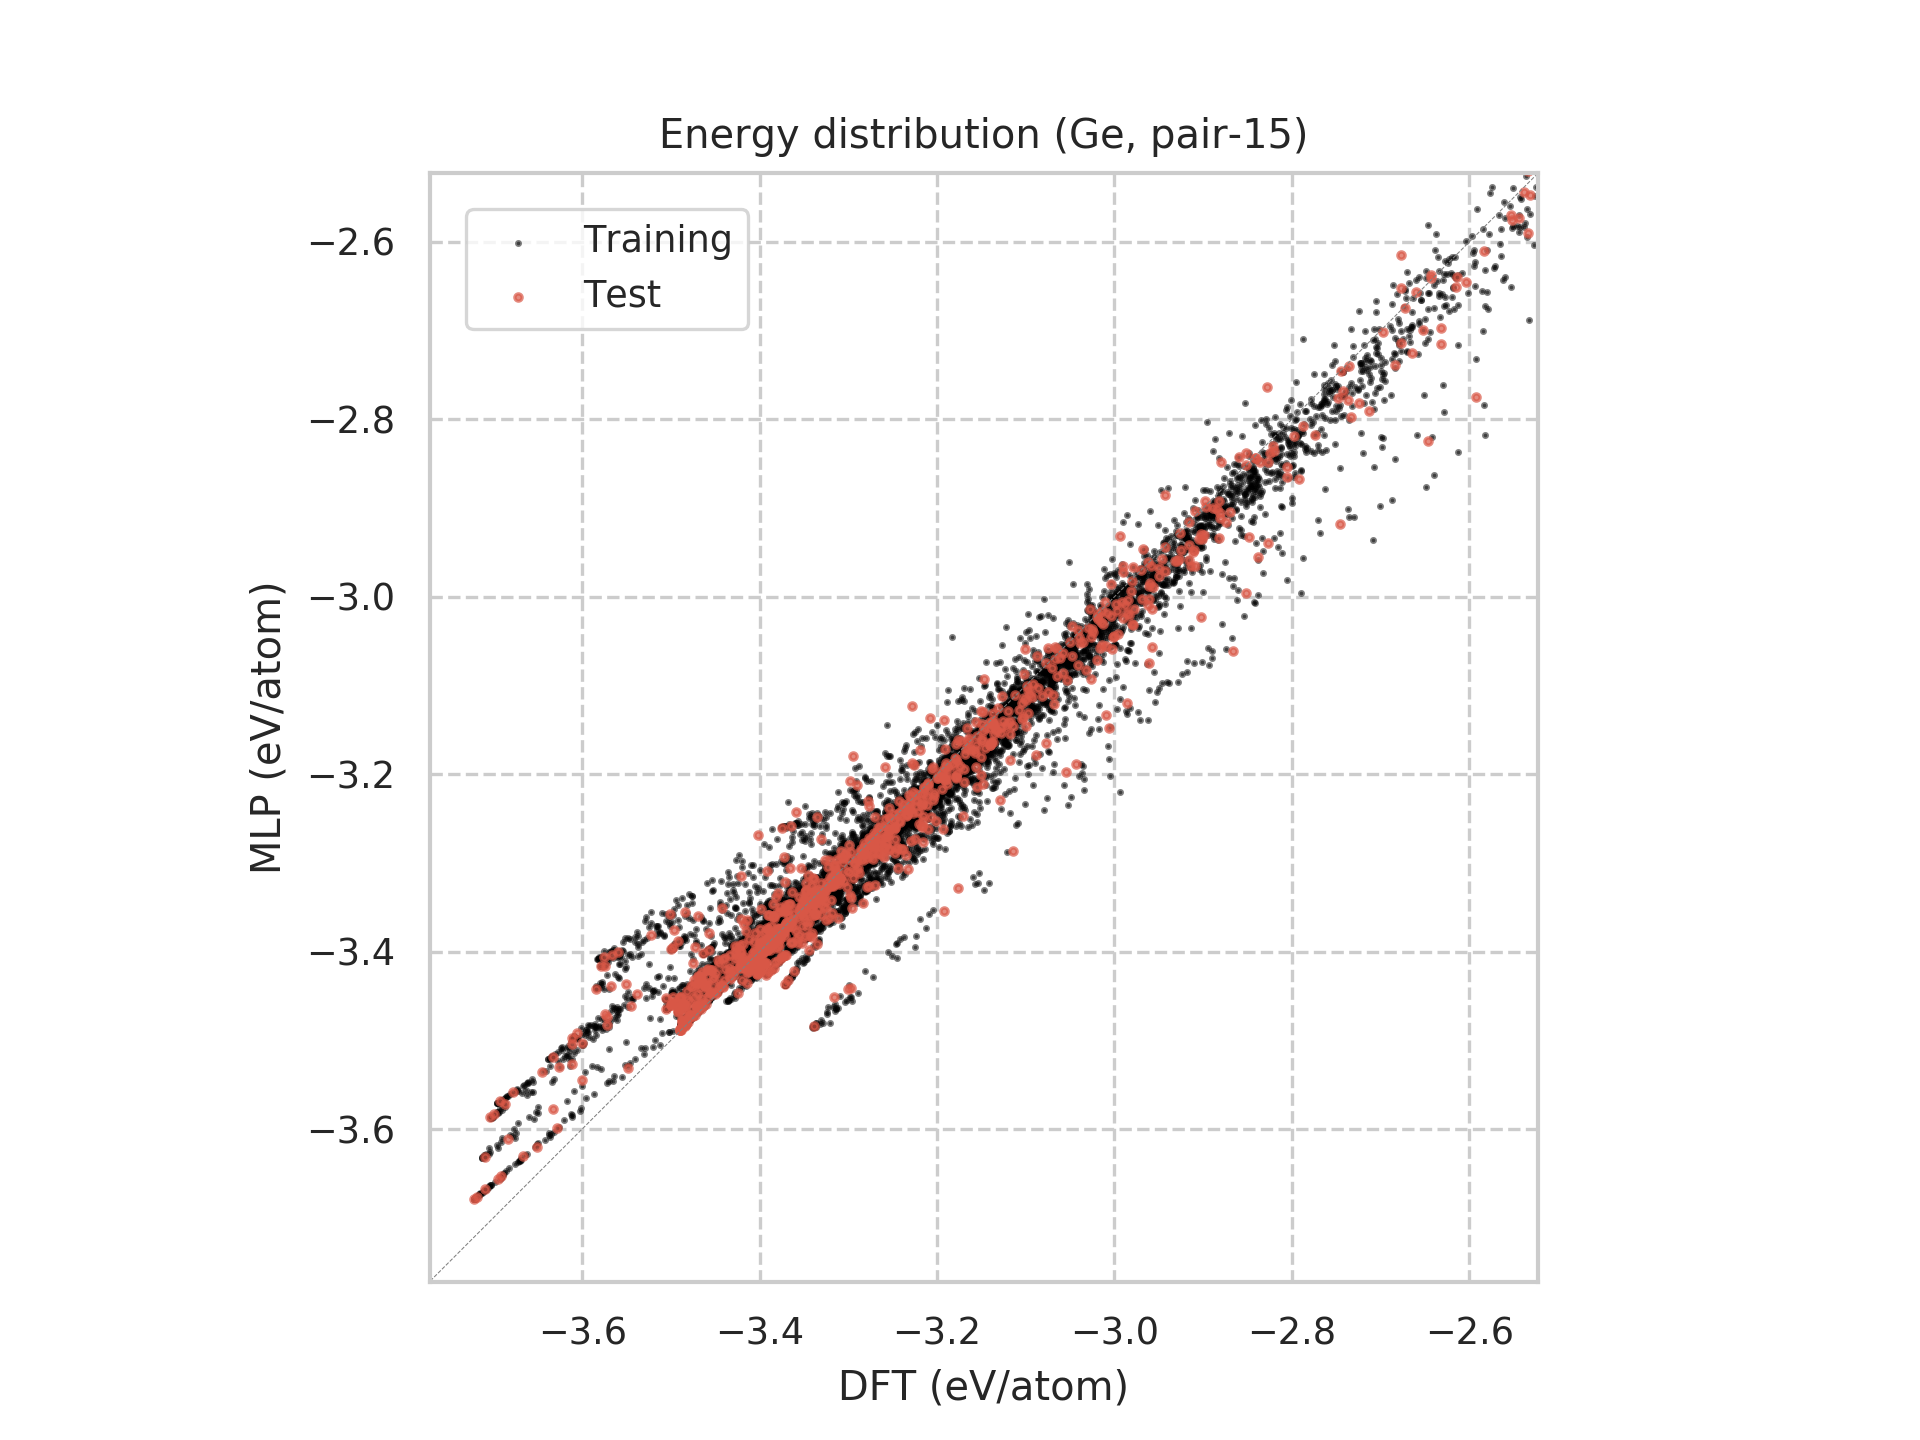 Energy distribution (Ge, pair-15)
Training
Test
−2.6
−2.8
−3.0
−3.2
−3.4
−3.6
MLP (eV/atom)
−3.6 −3.4 −3.2 −3.0 −2.8 −2.6
DFT (eV/atom)